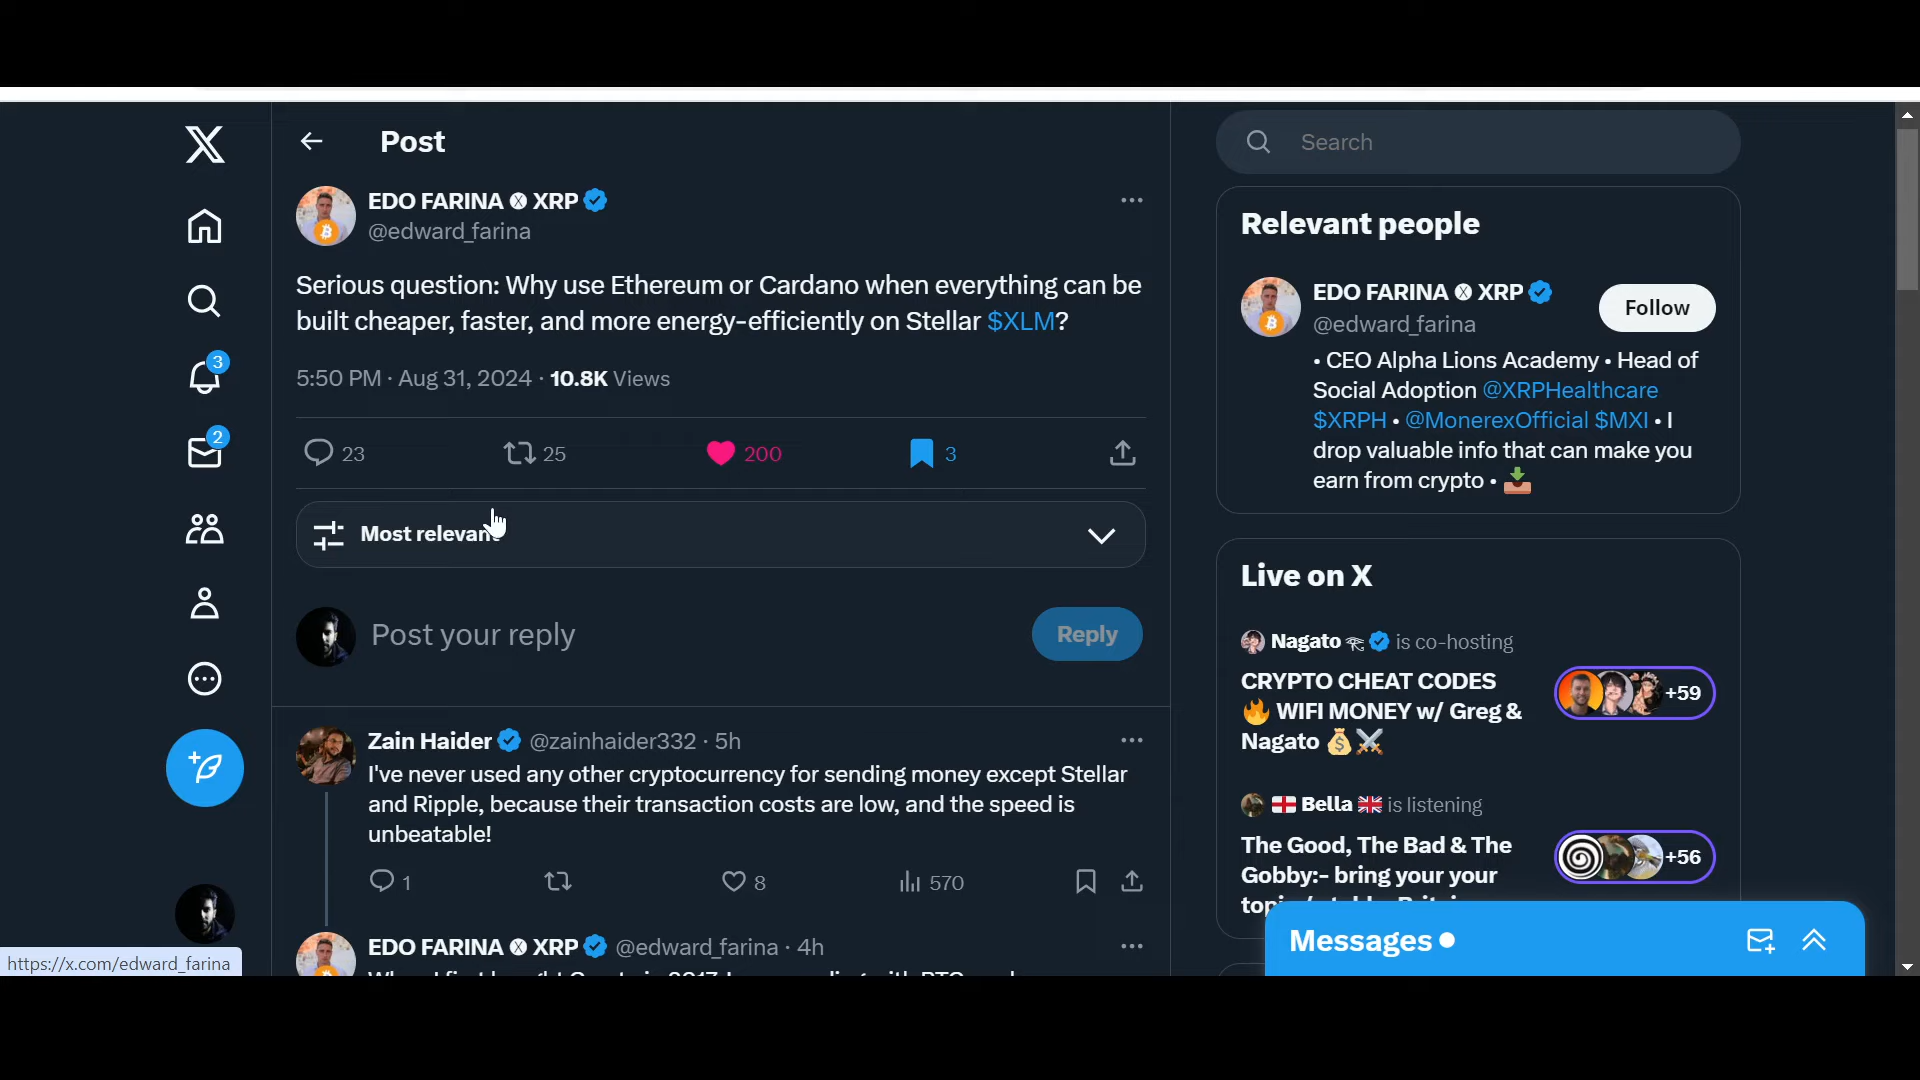 Post
Search
EDO FARINA XRP
@edward_farina
Serious question: Why use Ethereum or Cardano when everything can be
built cheaper, faster, and more energy-efficiently on Stellar $XLM?
5:50 PM · Aug 31, 2024 · 10.8K Views
23
25
200
3
Most relevant
Post your reply
Reply
Zain Haider @zainhaider332 · 5h
I've never used any other cryptocurrency for sending money except Stellar
and Ripple, because their transaction costs are low, and the speed is
unbeatable!
1
8
570
EDO FARINA XRP @edward_farina · 4h
Relevant people
EDO FARINA XRP
@edward_farina
Follow
• CEO Alpha Lions Academy • Head of
Social Adoption @XRPHealthcare
$XRPH • @MonerexOfficial $MXI • I
drop valuable info that can make you
earn from crypto • 📥
Live on X
Nagato is co-hosting
CRYPTO CHEAT CODES
🔥 WIFI MONEY w/ Greg &
Nagato 💰⚔️
+59
🏴󠁧󠁢󠁥󠁮󠁧󠁿 Bella 🇬🇧 is listening
The Good, The Bad & The
Gobby:- bring your your
+56
Messages
3
2
https://x.com/edward_farina